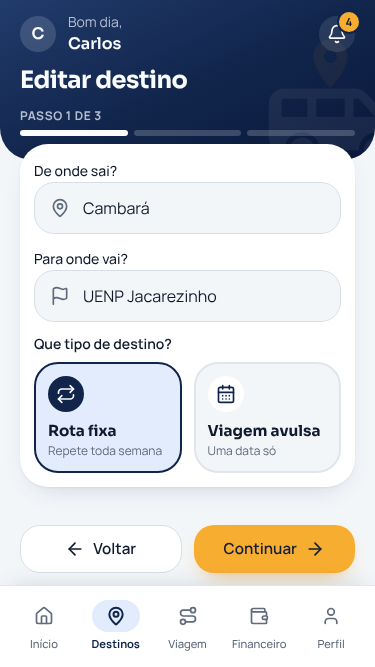 C
Bom dia,
Carlos
4
Editar destino
PASSO 1 DE 3
De onde sai?
Cambará
Para onde vai?
UENP Jacarezinho
Que tipo de destino?
Rota fixa
Repete toda semana
Viagem avulsa
Uma data só
Voltar
Continuar
Início
Destinos
Viagem
Financeiro
Perfil